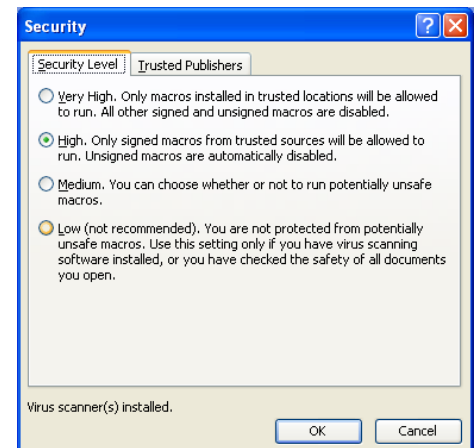 Security
Security Level Trusted Publishers
Very High. Only macros installed in trusted locations will be allowed
to run. All other signed and unsigned macros are disabled.
High. Only signed macros from trusted sources will be allowed to
run. Unsigned macros are automatically disabled.
Medium. You can choose whether or not to run potentially unsafe
macros.
Low (not recommended). You are not protected from potentially
unsafe macros. Use this setting only if you have virus scanning
software installed, or you have checked the safety of all documents
you open.
Virus scanner(s) installed.
OK Cancel